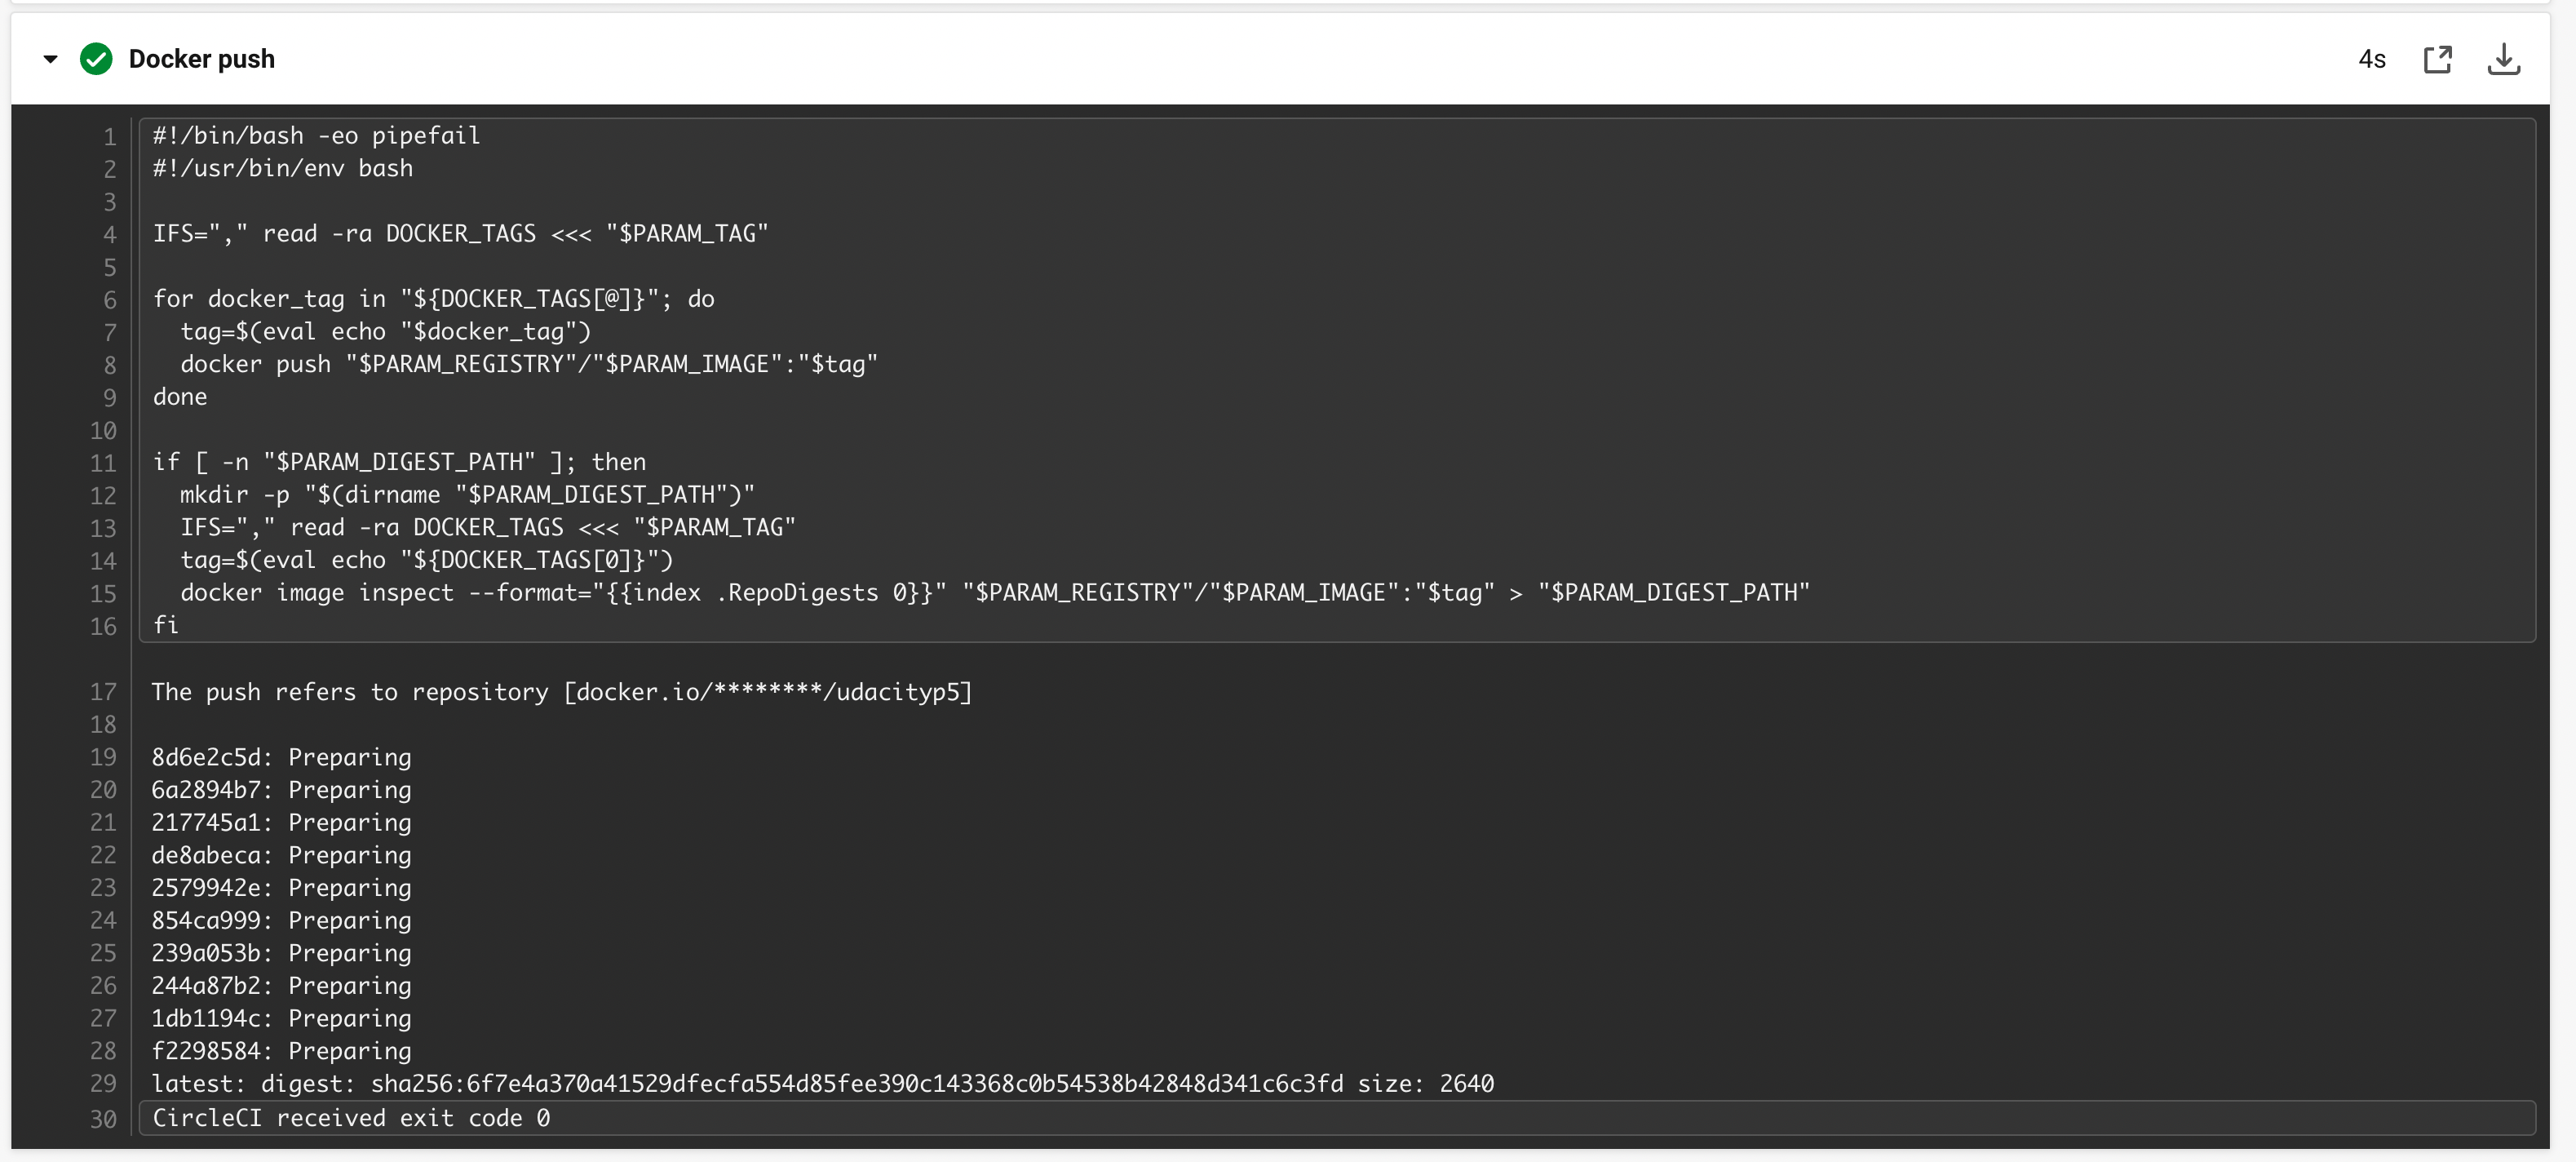 Docker push
4s
1 #!/bin/bash -eo pipefail
2 #!/usr/bin/env bash
3
4 IFS="," read -ra DOCKER_TAGS <<< "$PARAM_TAG"
5
6 for docker_tag in "${DOCKER_TAGS[@]}"; do
7   tag=$(eval echo "$docker_tag")
8   docker push "$PARAM_REGISTRY"/"$PARAM_IMAGE":"$tag"
9 done
10
11 if [ -n "$PARAM_DIGEST_PATH" ]; then
12   mkdir -p "$(dirname "$PARAM_DIGEST_PATH")"
13   IFS="," read -ra DOCKER_TAGS <<< "$PARAM_TAG"
14   tag=$(eval echo "${DOCKER_TAGS[0]}")
15   docker image inspect --format="{{index .RepoDigests 0}}" "$PARAM_REGISTRY"/"$PARAM_IMAGE":"$tag" > "$PARAM_DIGEST_PATH"
16 fi
17 The push refers to repository [docker.io/********/udacityp5]
18
19 8d6e2c5d: Preparing
20 6a2894b7: Preparing
21 217745a1: Preparing
22 de8abeca: Preparing
23 2579942e: Preparing
24 854ca999: Preparing
25 239a053b: Preparing
26 244a87b2: Preparing
27 1db1194c: Preparing
28 f2298584: Preparing
29 latest: digest: sha256:6f7e4a370a41529dfecfa554d85fee390c143368c0b54538b42848d341c6c3fd size: 2640
30 CircleCI received exit code 0